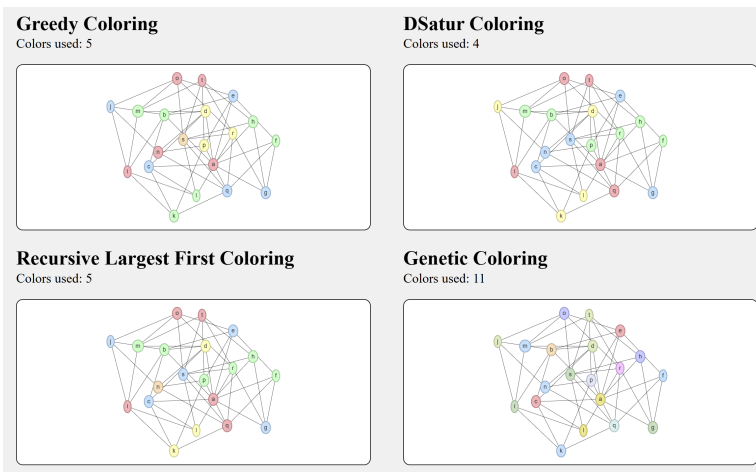 Greedy Coloring
Colors used: 5
o
e
j
m
b
d
h
r
f
s
p
n
c
a
q
g
k
DSatur Coloring
Colors used: 4
o
e
j
m
b
d
h
r
f
s
p
n
c
a
q
g
k
Recursive Largest First Coloring
Colors used: 5
o
e
j
m
b
d
h
r
f
s
p
n
c
a
q
g
k
Genetic Coloring
Colors used: 11
o
e
j
m
b
d
h
r
f
s
p
n
c
a
q
g
k